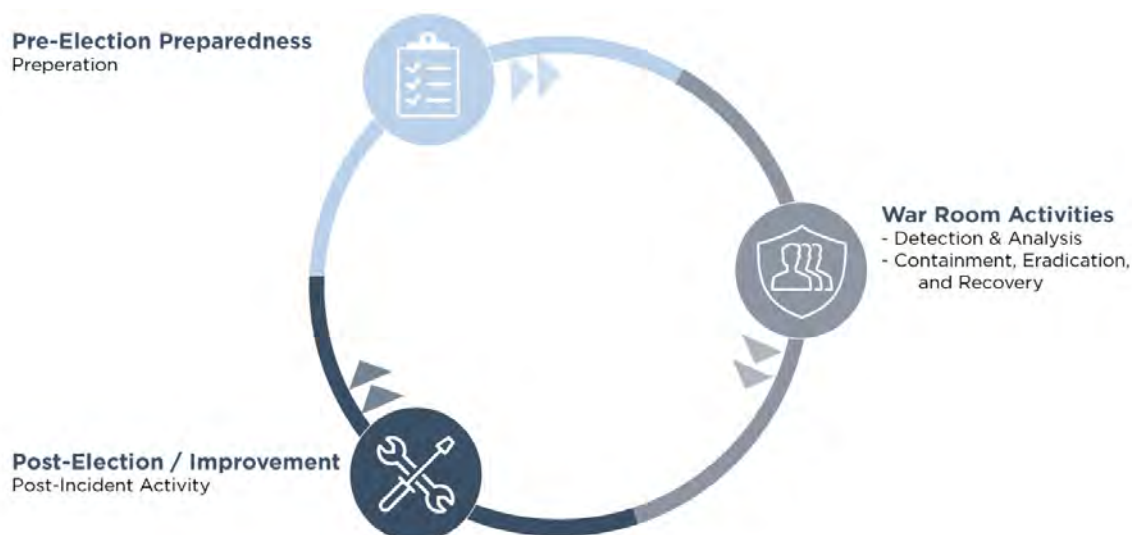 Pre-Election Preparedness
Preperation
War Room Activities
- Detection & Analysis
- Containment, Eradication,
and Recovery
Post-Election / Improvement
Post-Incident Activity